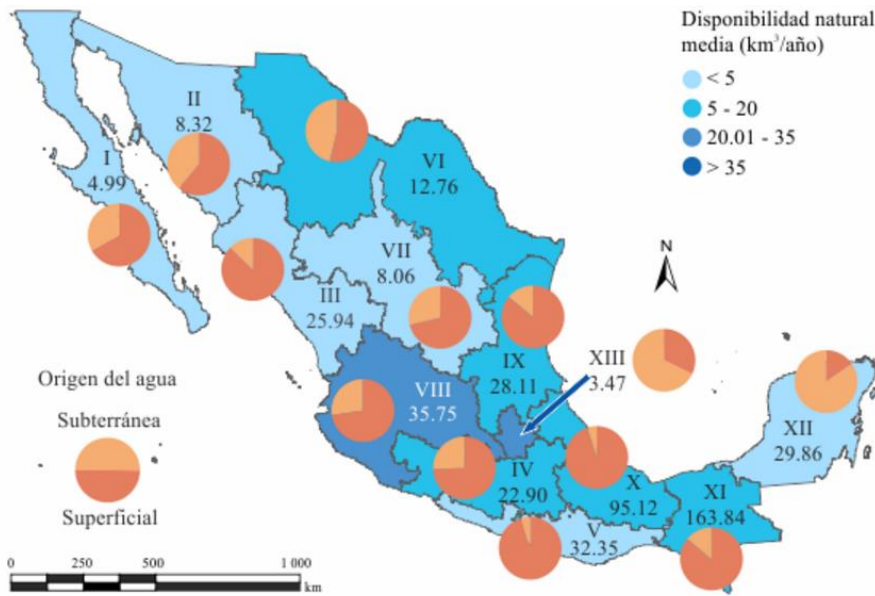 Disponibilidad natural
media (km³/año)
< 5
5 - 20
20.01 - 35
> 35
II
8.32
I
4.99
VI
12.76
VII
8.06
III
25.94
N
XIII
3.47
IX
28.11
VIII
35.75
XII
29.86
IV
22.90
X
95.12
XI
163.84
V
32.35
Origen del agua
Subterránea
Superficial
0 250 500 1 000
km